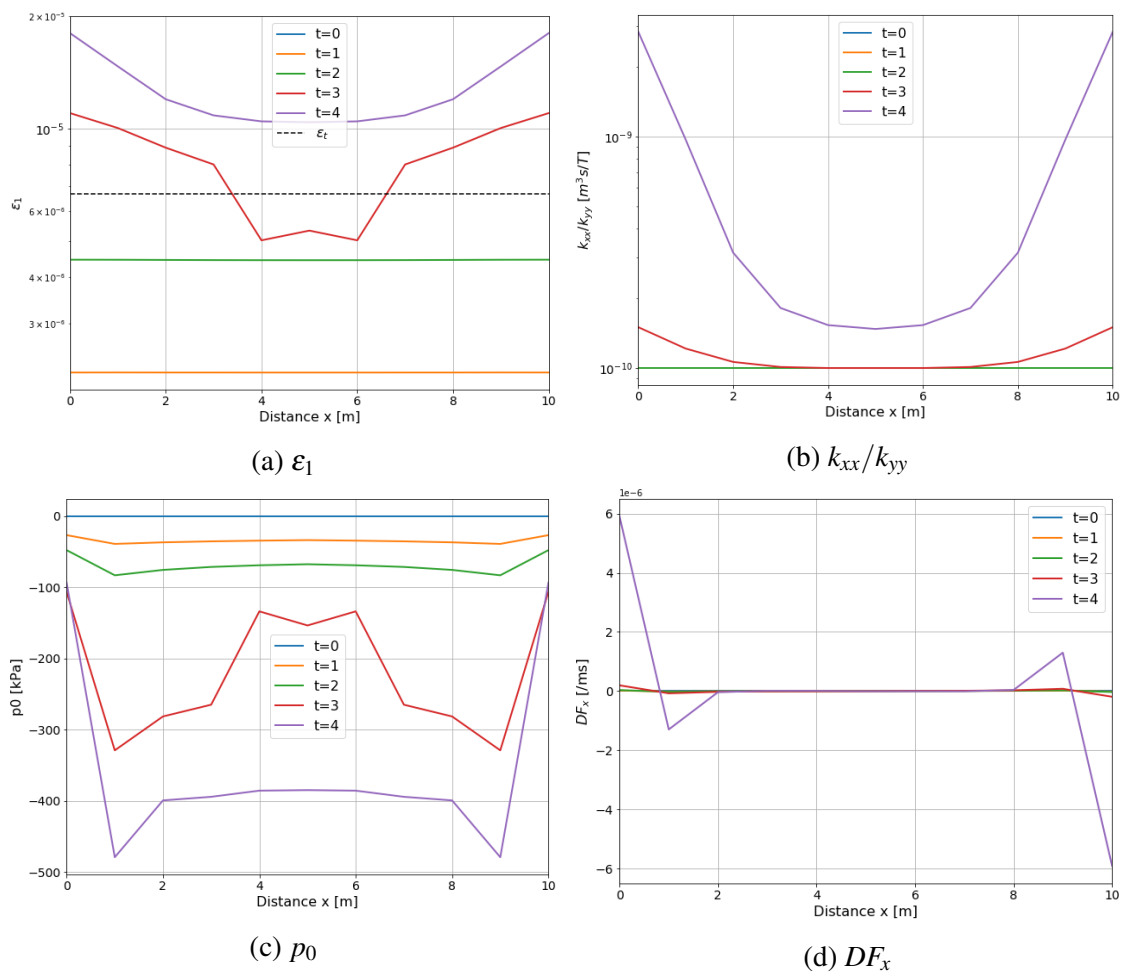 2×10⁻⁵
10⁻⁵
6×10⁻⁶
4×10⁻⁶
3×10⁻⁶
ε₁
t=0
t=1
t=2
t=3
t=4
εₜ
0 2 4 6 8 10
Distance x [m]
(a) ε₁
10⁻⁹
10⁻¹⁰
kₓₓ/k_yy [m³s/T]
t=0
t=1
t=2
t=3
t=4
0 2 4 6 8 10
Distance x [m]
(b) kₓₓ/k_yy
0
−100
−200
−300
−400
−500
p0 [kPa]
t=0
t=1
t=2
t=3
t=4
0 2 4 6 8 10
Distance x [m]
(c) p₀
1e−6
6
4
2
0
−2
−4
−6
DFₓ [/ms]
t=0
t=1
t=2
t=3
t=4
0 2 4 6 8 10
Distance x [m]
(d) DFₓ